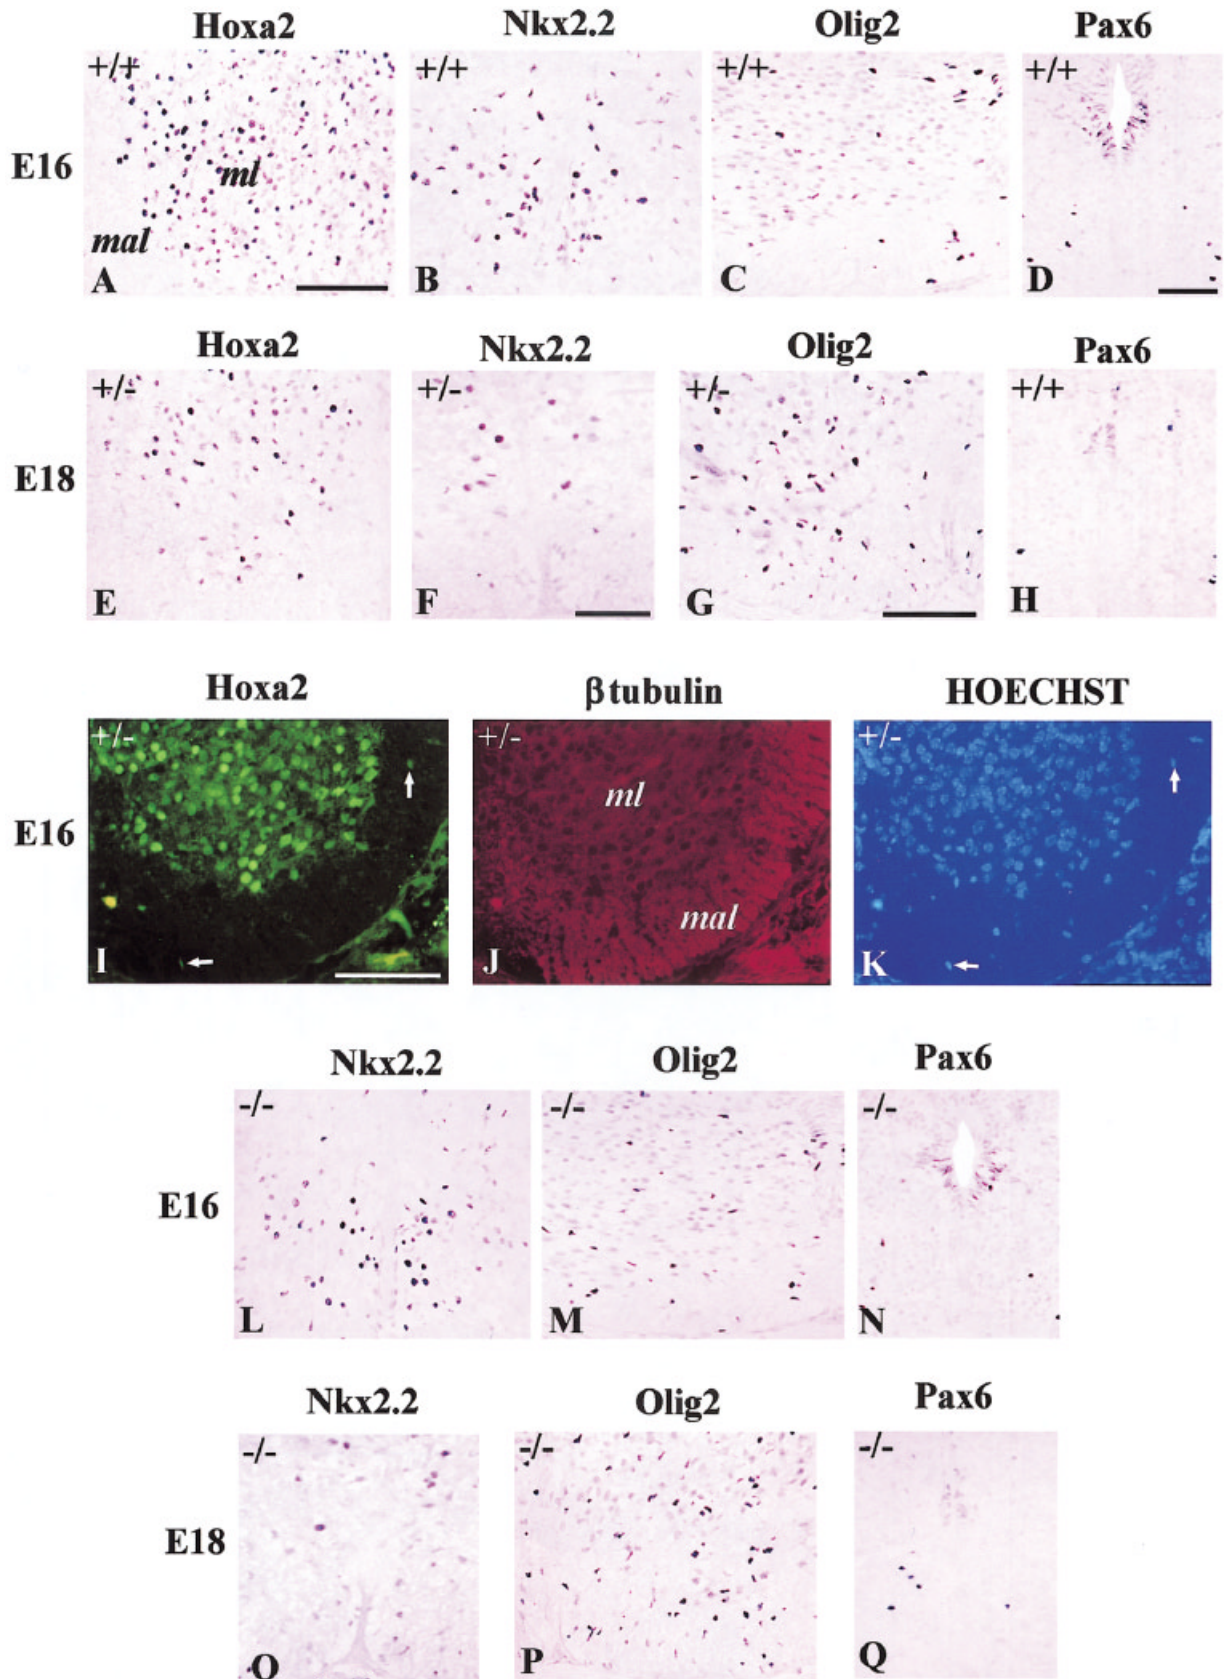 Hoxa2 Nkx2.2 Olig2 Pax6
E16
+/+ +/+ +/+ +/+
ml
mal
A B C D
Hoxa2 Nkx2.2 Olig2 Pax6
E18
+/- +/- +/- +/+
E F G H
Hoxa2 β tubulin HOECHST
E16
+/- +/- +/-
ml
mal
I J K
Nkx2.2 Olig2 Pax6
E16
-/- -/- -/-
L M N
Nkx2.2 Olig2 Pax6
E18
-/- -/- -/-
O P Q